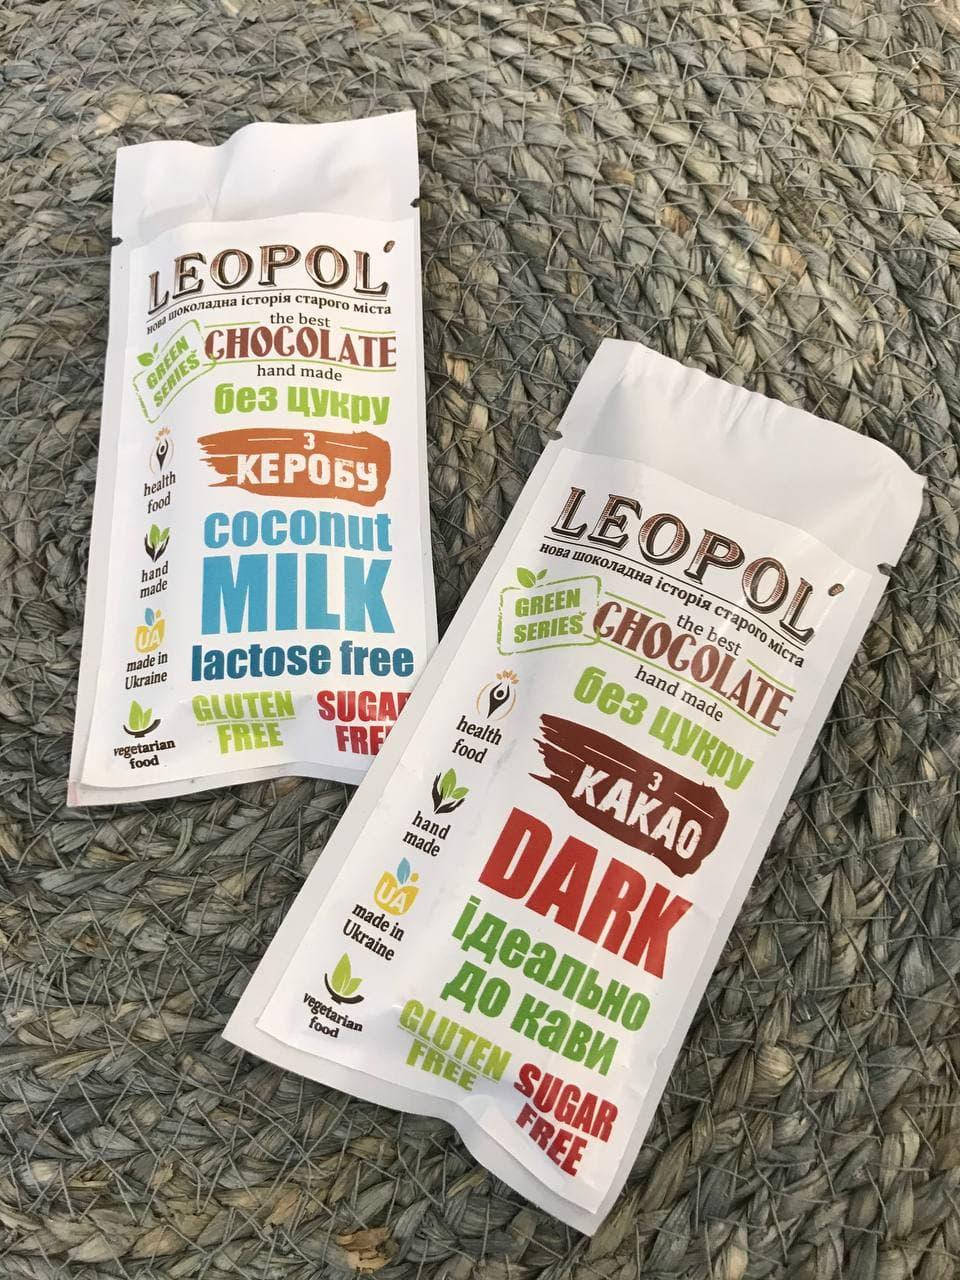 LEOPOL'
нова шоколадна історія старого міста
the best
CHOCOLATE
hand made
GREEN
SERIES
без цукру
з
КЕРОБУ
coconut
MILK
lactose free
GLUTEN
FREE
SUGAR
FREE
health
food
hand
made
UA
made in
Ukraine
vegetarian
food
LEOPOL'
нова шоколадна історія старого міста
the best
CHOCOLATE
hand made
GREEN
SERIES
без цукру
з
КАКАО
DARK
ідеально
до кави
GLUTEN
FREE
SUGAR
FREE
health
food
hand
made
UA
made in
Ukraine
vegetarian
food